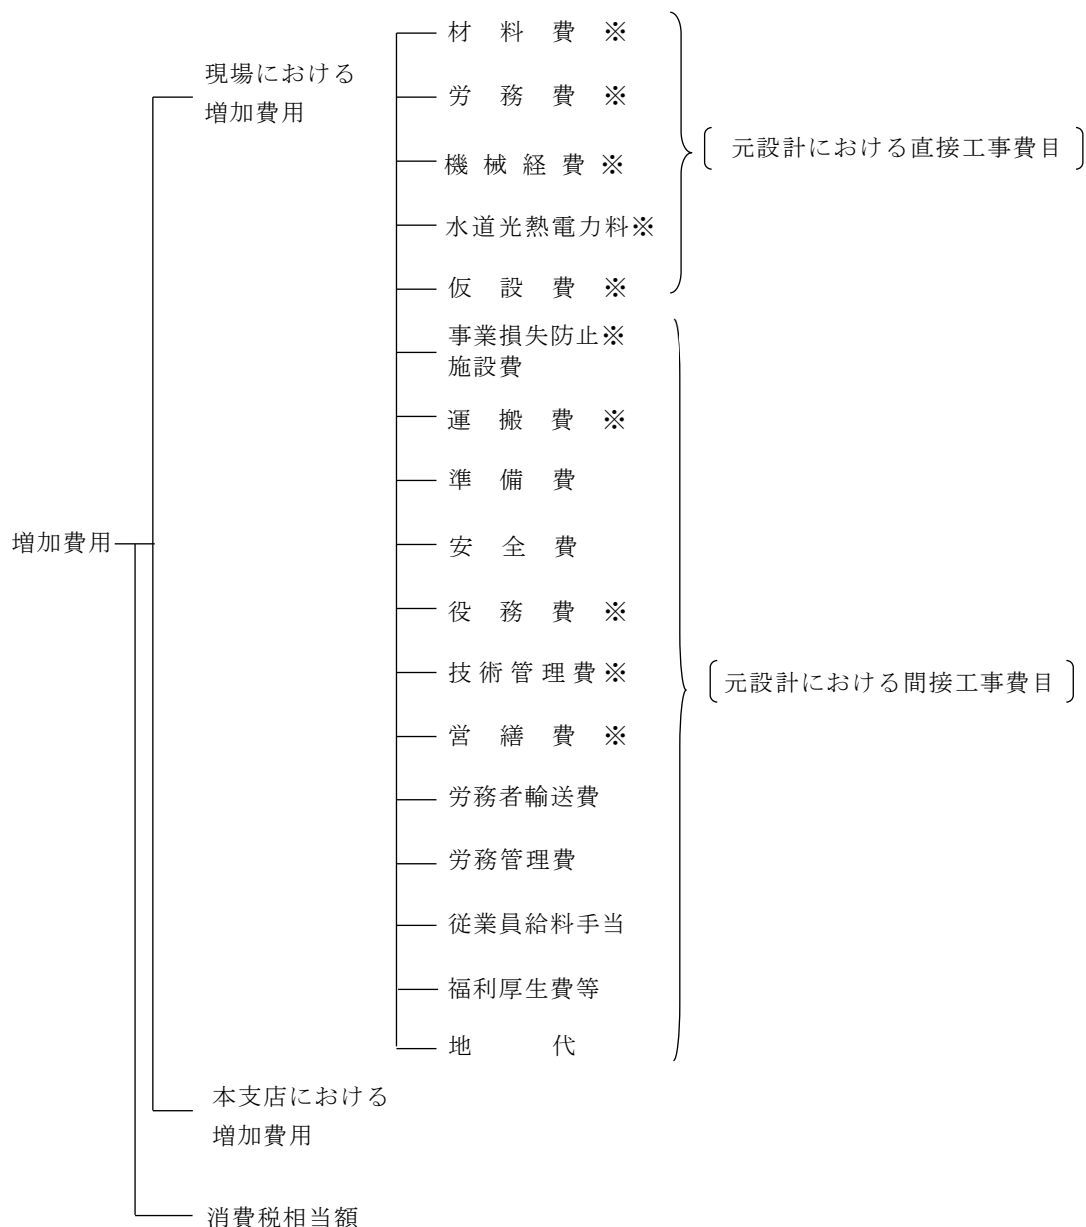 増加費用
現場における
増加費用
材料費※
労務費※
機械経費※
水道光熱電力料※
仮設費※
〔元設計における直接工事費目〕
事業損失防止※
施設費
運搬費※
準備費
安全費
役務費※
技術管理費※
営繕費※
労務者輸送費
労務管理費
従業員給料手当
福利厚生費等
地代
〔元設計における間接工事費目〕
本支店における
増加費用
消費税相当額